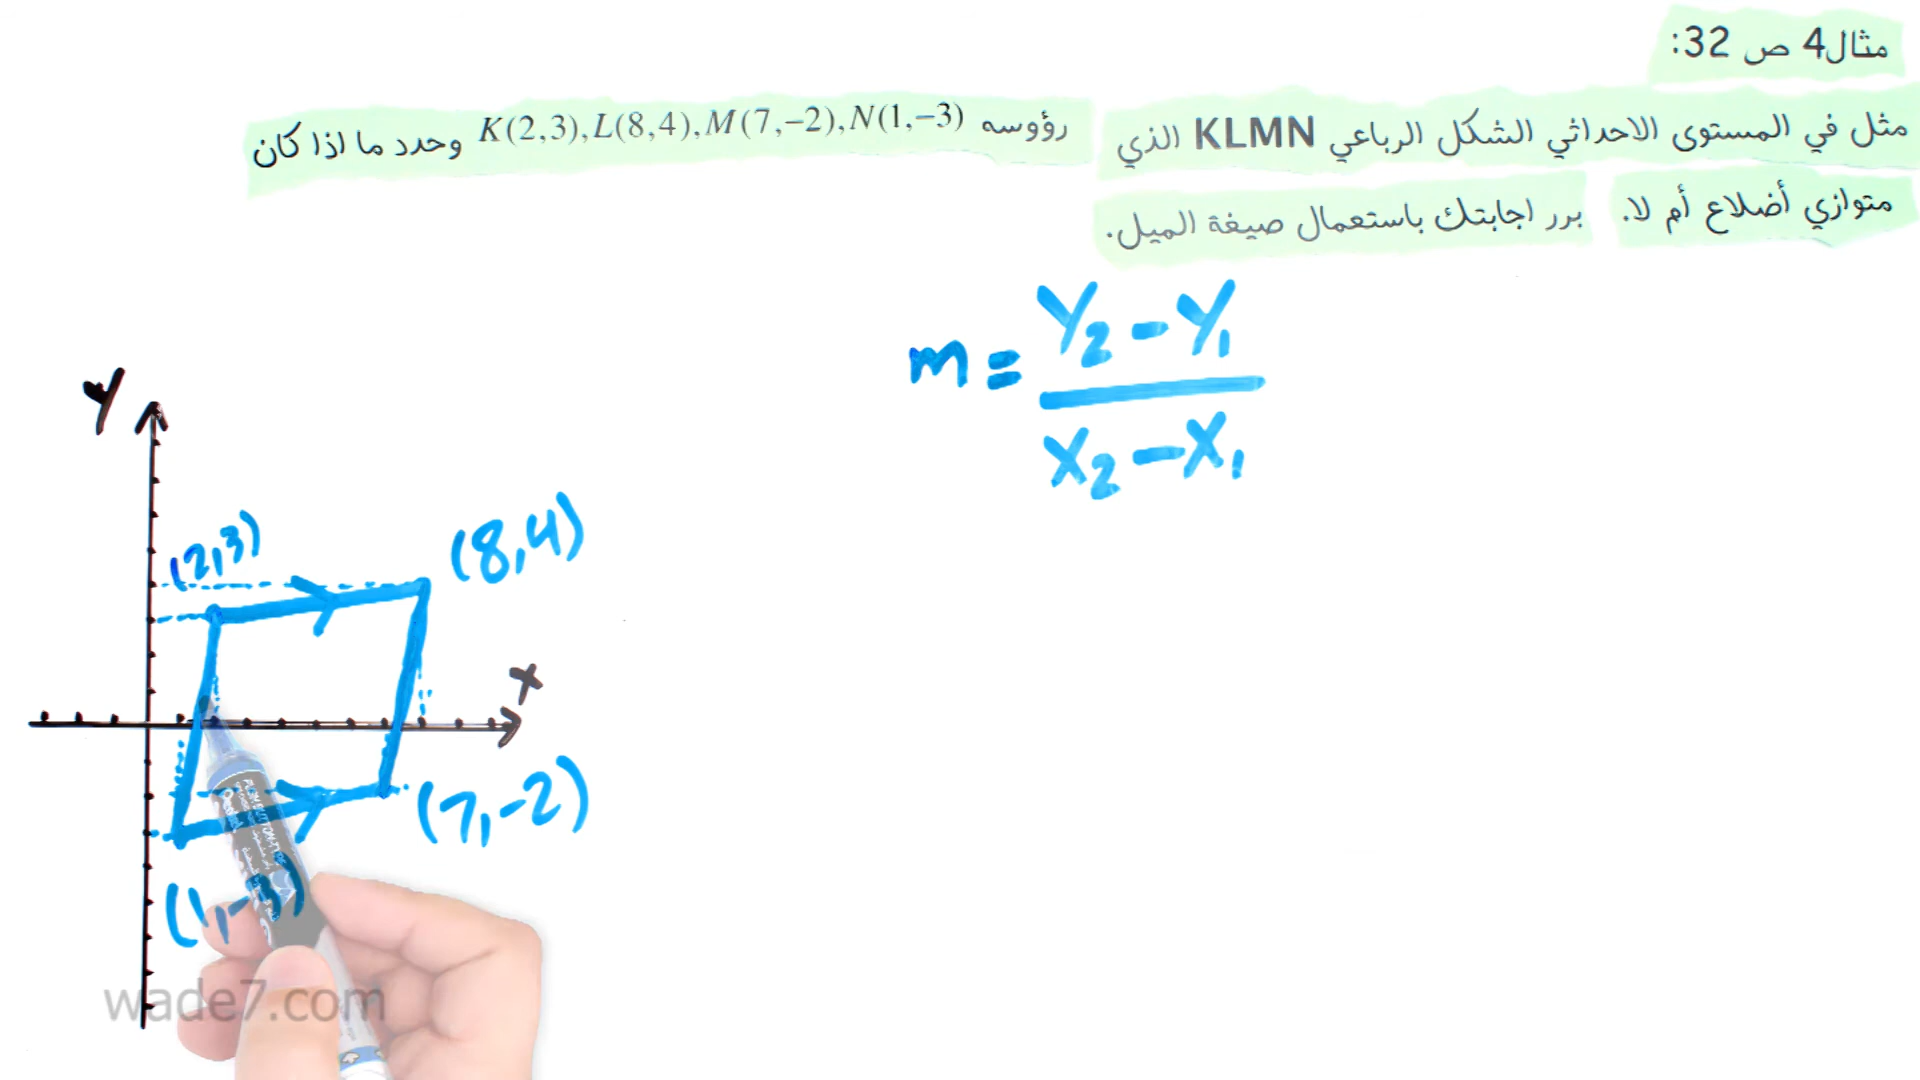 مثال4 ص 32:
مثل في المستوى الاحداثي الشكل الرباعي KLMN الذي رؤوسه K(2,3),L(8,4),M(7,−2),N(1,−3) وحدد ما اذا كان
متوازي أضلاع أم لا. برر اجابتك باستعمال صيغة الميل.
m = Y₂ − Y₁
X₂ − X₁
Y
(2,3)
(8,4)
X
(7,-2)
(1,-3)
wade7.com